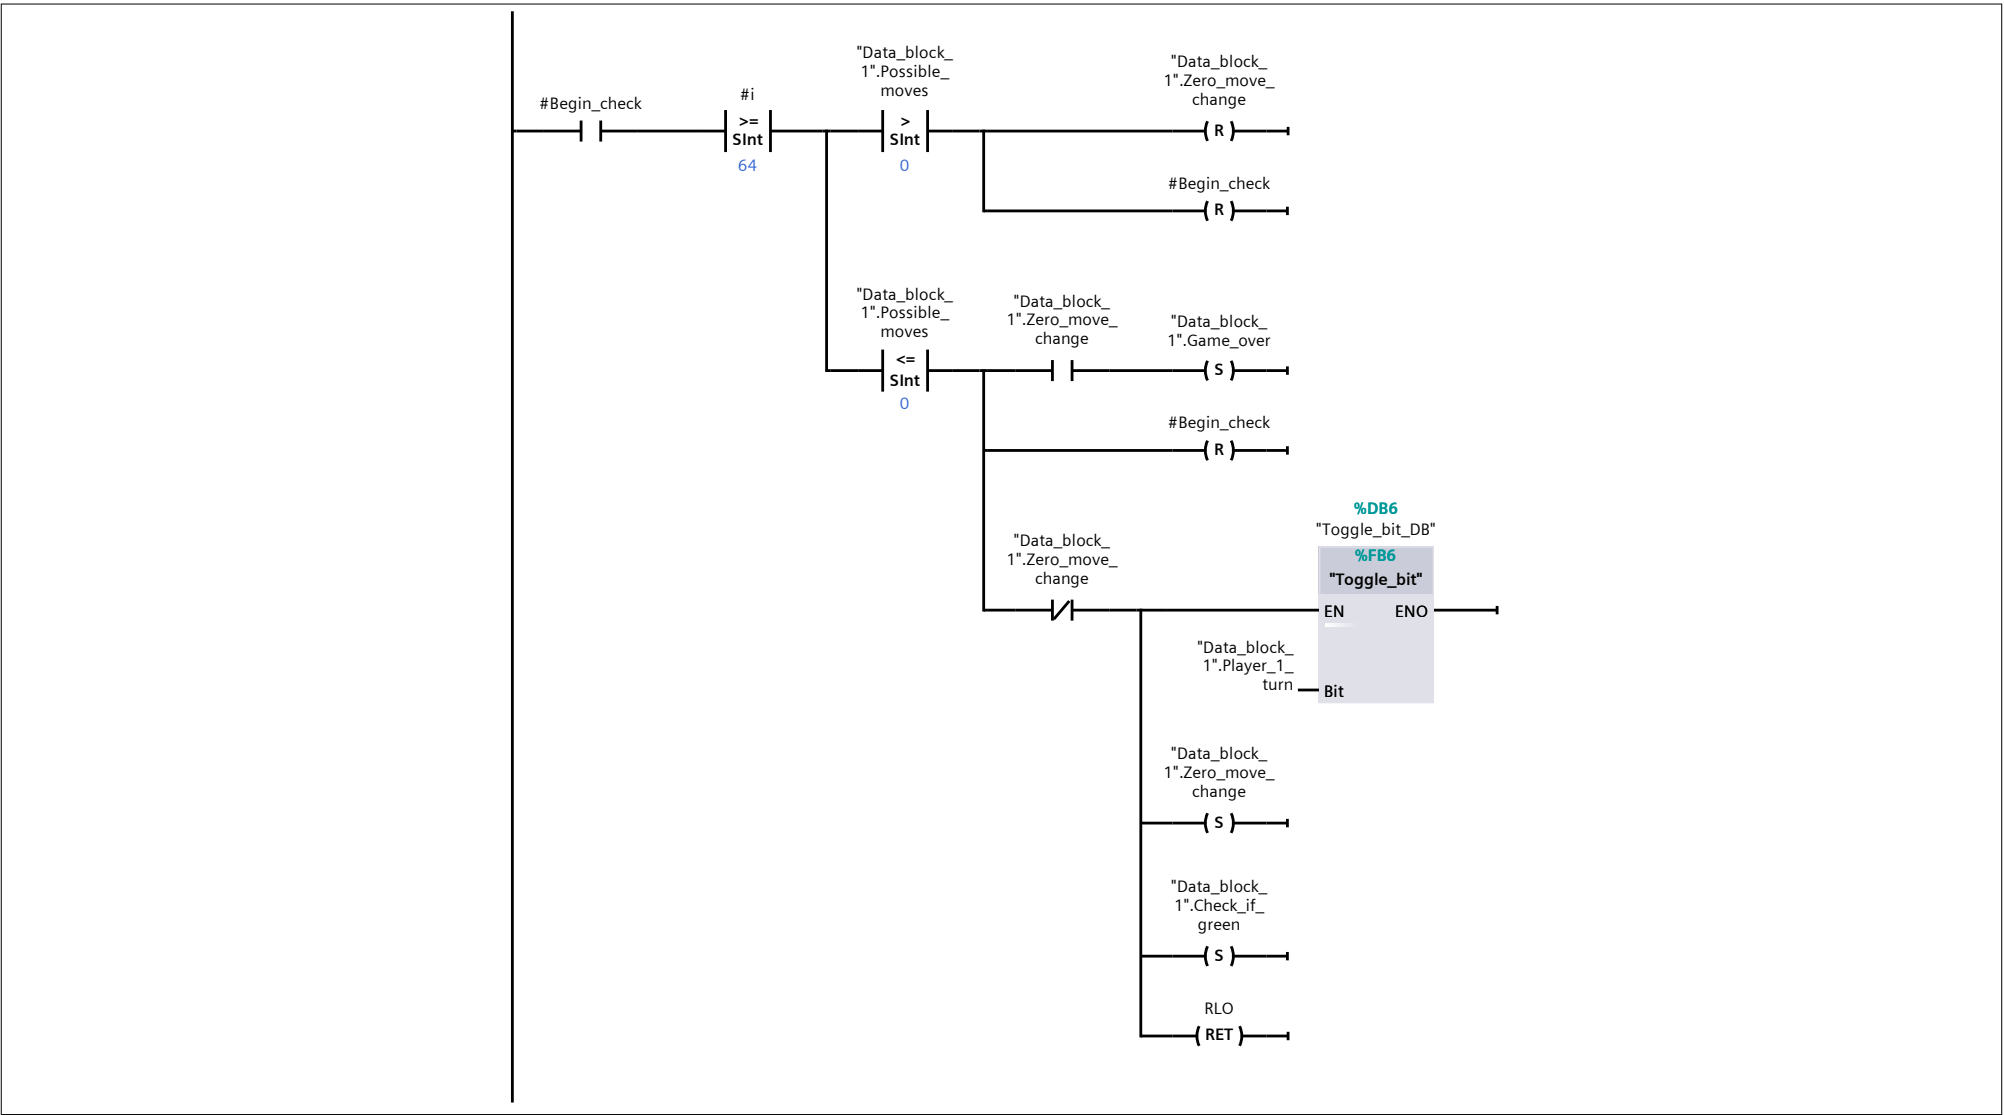 #Begin_check
#i
>=
SInt
64
"Data_block_
1".Possible_
moves
>
SInt
0
"Data_block_
1".Zero_move_
change
R
#Begin_check
R
"Data_block_
1".Possible_
moves
<=
SInt
0
"Data_block_
1".Zero_move_
change
"Data_block_
1".Game_over
S
#Begin_check
R
"Data_block_
1".Zero_move_
change
%DB6
"Toggle_bit_DB"
%FB6
"Toggle_bit"
EN ENO
"Data_block_
1".Player_1_
turn
Bit
"Data_block_
1".Zero_move_
change
S
"Data_block_
1".Check_if_
green
S
RLO
RET